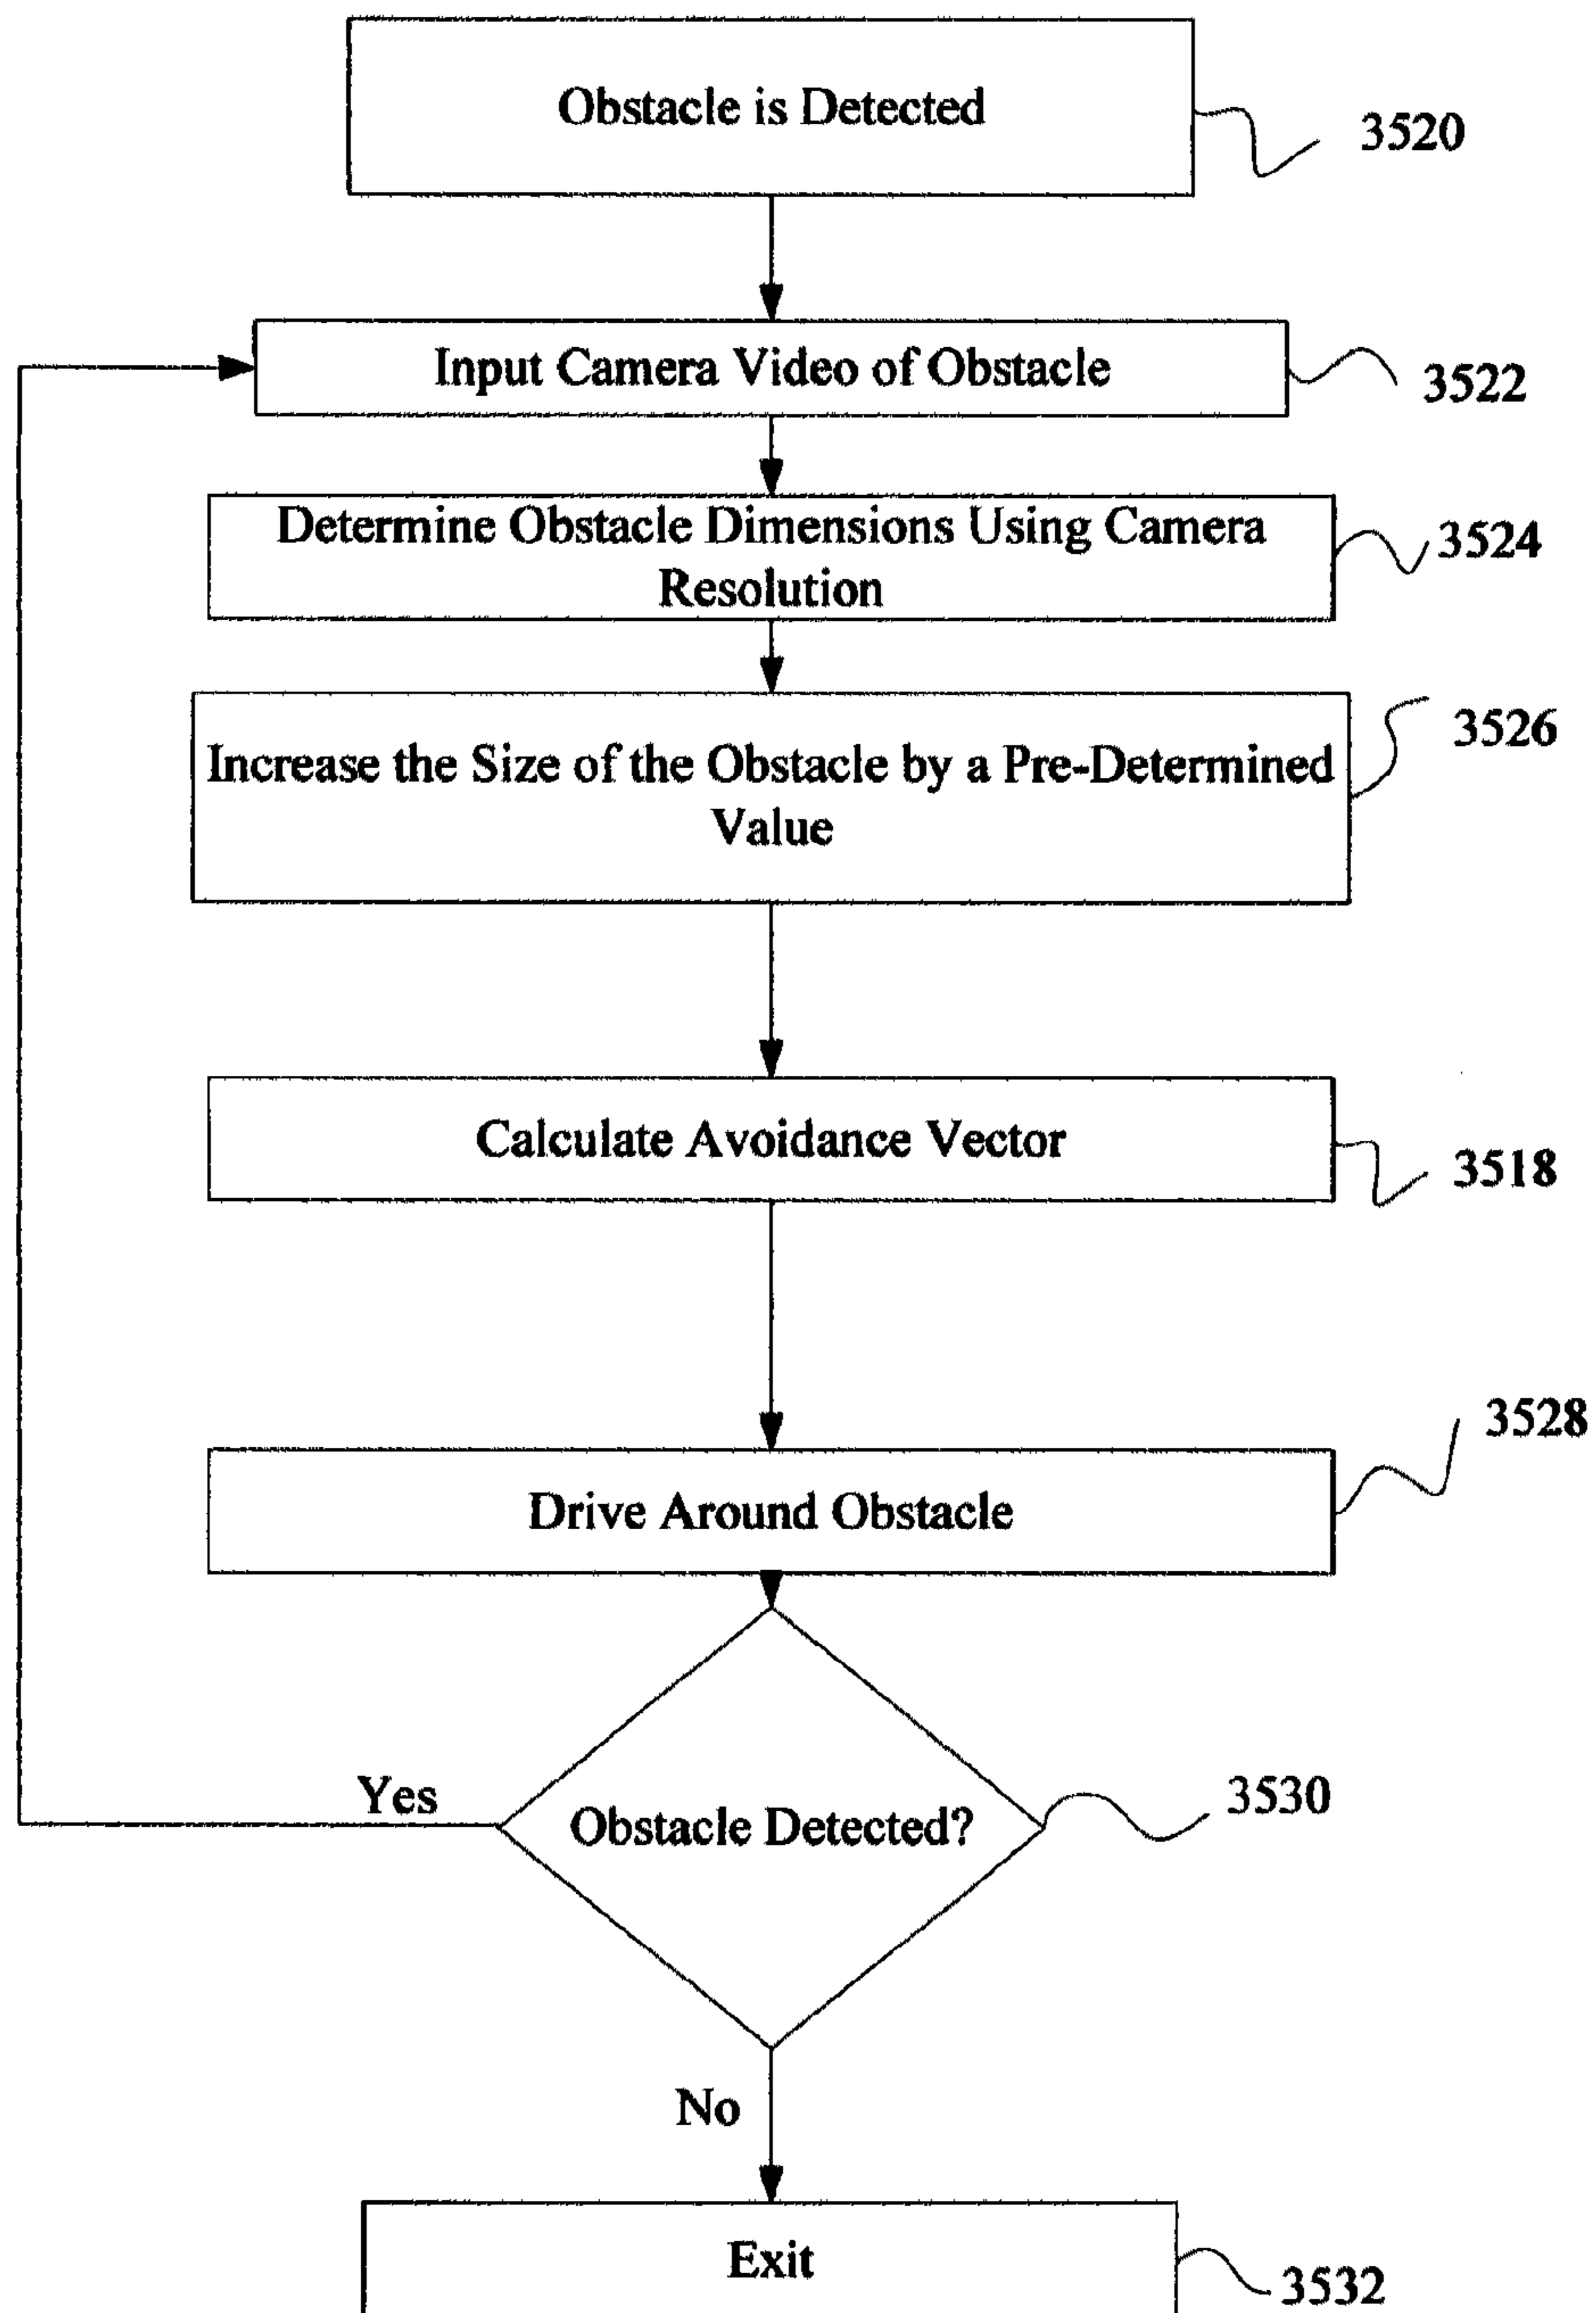 Obstacle is Detected
3520
Input Camera Video of Obstacle
3522
Determine Obstacle Dimensions Using Camera
Resolution
3524
Increase the Size of the Obstacle by a Pre-Determined
Value
3526
Calculate Avoidance Vector
3518
Drive Around Obstacle
3528
Obstacle Detected?
3530
Yes
No
Exit
3532